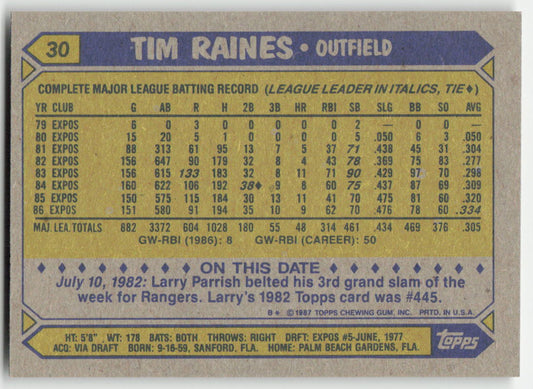 30 TIM RAINES • OUTFIELD
COMPLETE MAJOR LEAGUE BATTING RECORD (LEAGUE LEADER IN ITALICS, TIE♦)
YR CLUB G AB R H 2B 3B HR RBI SB SLG BB SO AVG
79 EXPOS 6 0 3 0 0 0 0 0 2 — 0 0 —
80 EXPOS 15 20 5 1 0 0 0 0 5 .050 6 3 .050
81 EXPOS 88 313 61 95 13 7 5 37 71 .438 45 31 .304
82 EXPOS 156 647 90 179 32 8 4 43 78 .369 75 83 .277
83 EXPOS 156 615 133 183 32 8 11 71 90 .429 97 70 .298
84 EXPOS 160 622 106 192 38♦ 9 8 60 75 .437 87 69 .309
85 EXPOS 150 575 115 184 30 13 11 41 70 .475 81 60 .320
86 EXPOS 151 580 91 194 35 10 9 62 70 .476 78 60 .334
MAJ. LEA. TOTALS 882 3372 604 1028 180 55 48 314 461 .434 469 376 .305
GW-RBI (1986): 8 GW-RBI (CAREER): 50
♦ ♦ ♦ ♦ ♦ ♦ ♦ ON THIS DATE ♦ ♦ ♦ ♦ ♦ ♦ ♦
July 10, 1982: Larry Parrish belted his 3rd grand slam of the
week for Rangers. Larry's 1982 Topps card was #445.
B* ©1987 TOPPS CHEWING GUM, INC. PRTD. IN U.S.A.
HT: 5'8" WT: 178 BATS: BOTH THROWS: RIGHT DRFT: EXPOS #5-JUNE, 1977
ACQ: VIA DRAFT BORN: 9-16-59, SANFORD, FLA. HOME: PALM BEACH GARDENS, FLA.
Topps